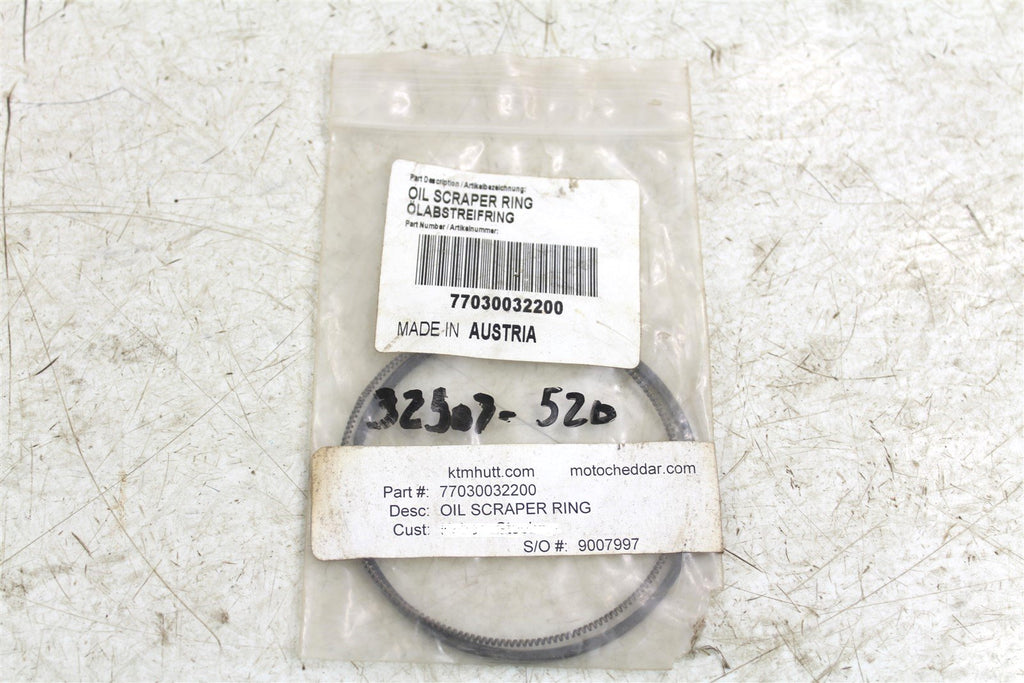 Part Description / Artikelbezeichnung:
OIL SCRAPER RING
ÖLABSTREIFRING
Part Number / Artikelnummer:
77030032200
MADE IN AUSTRIA
32507-520
ktmhutt.com motocheddar.com
Part #: 77030032200
Desc: OIL SCRAPER RING
Cust:
S/O #: 9007997